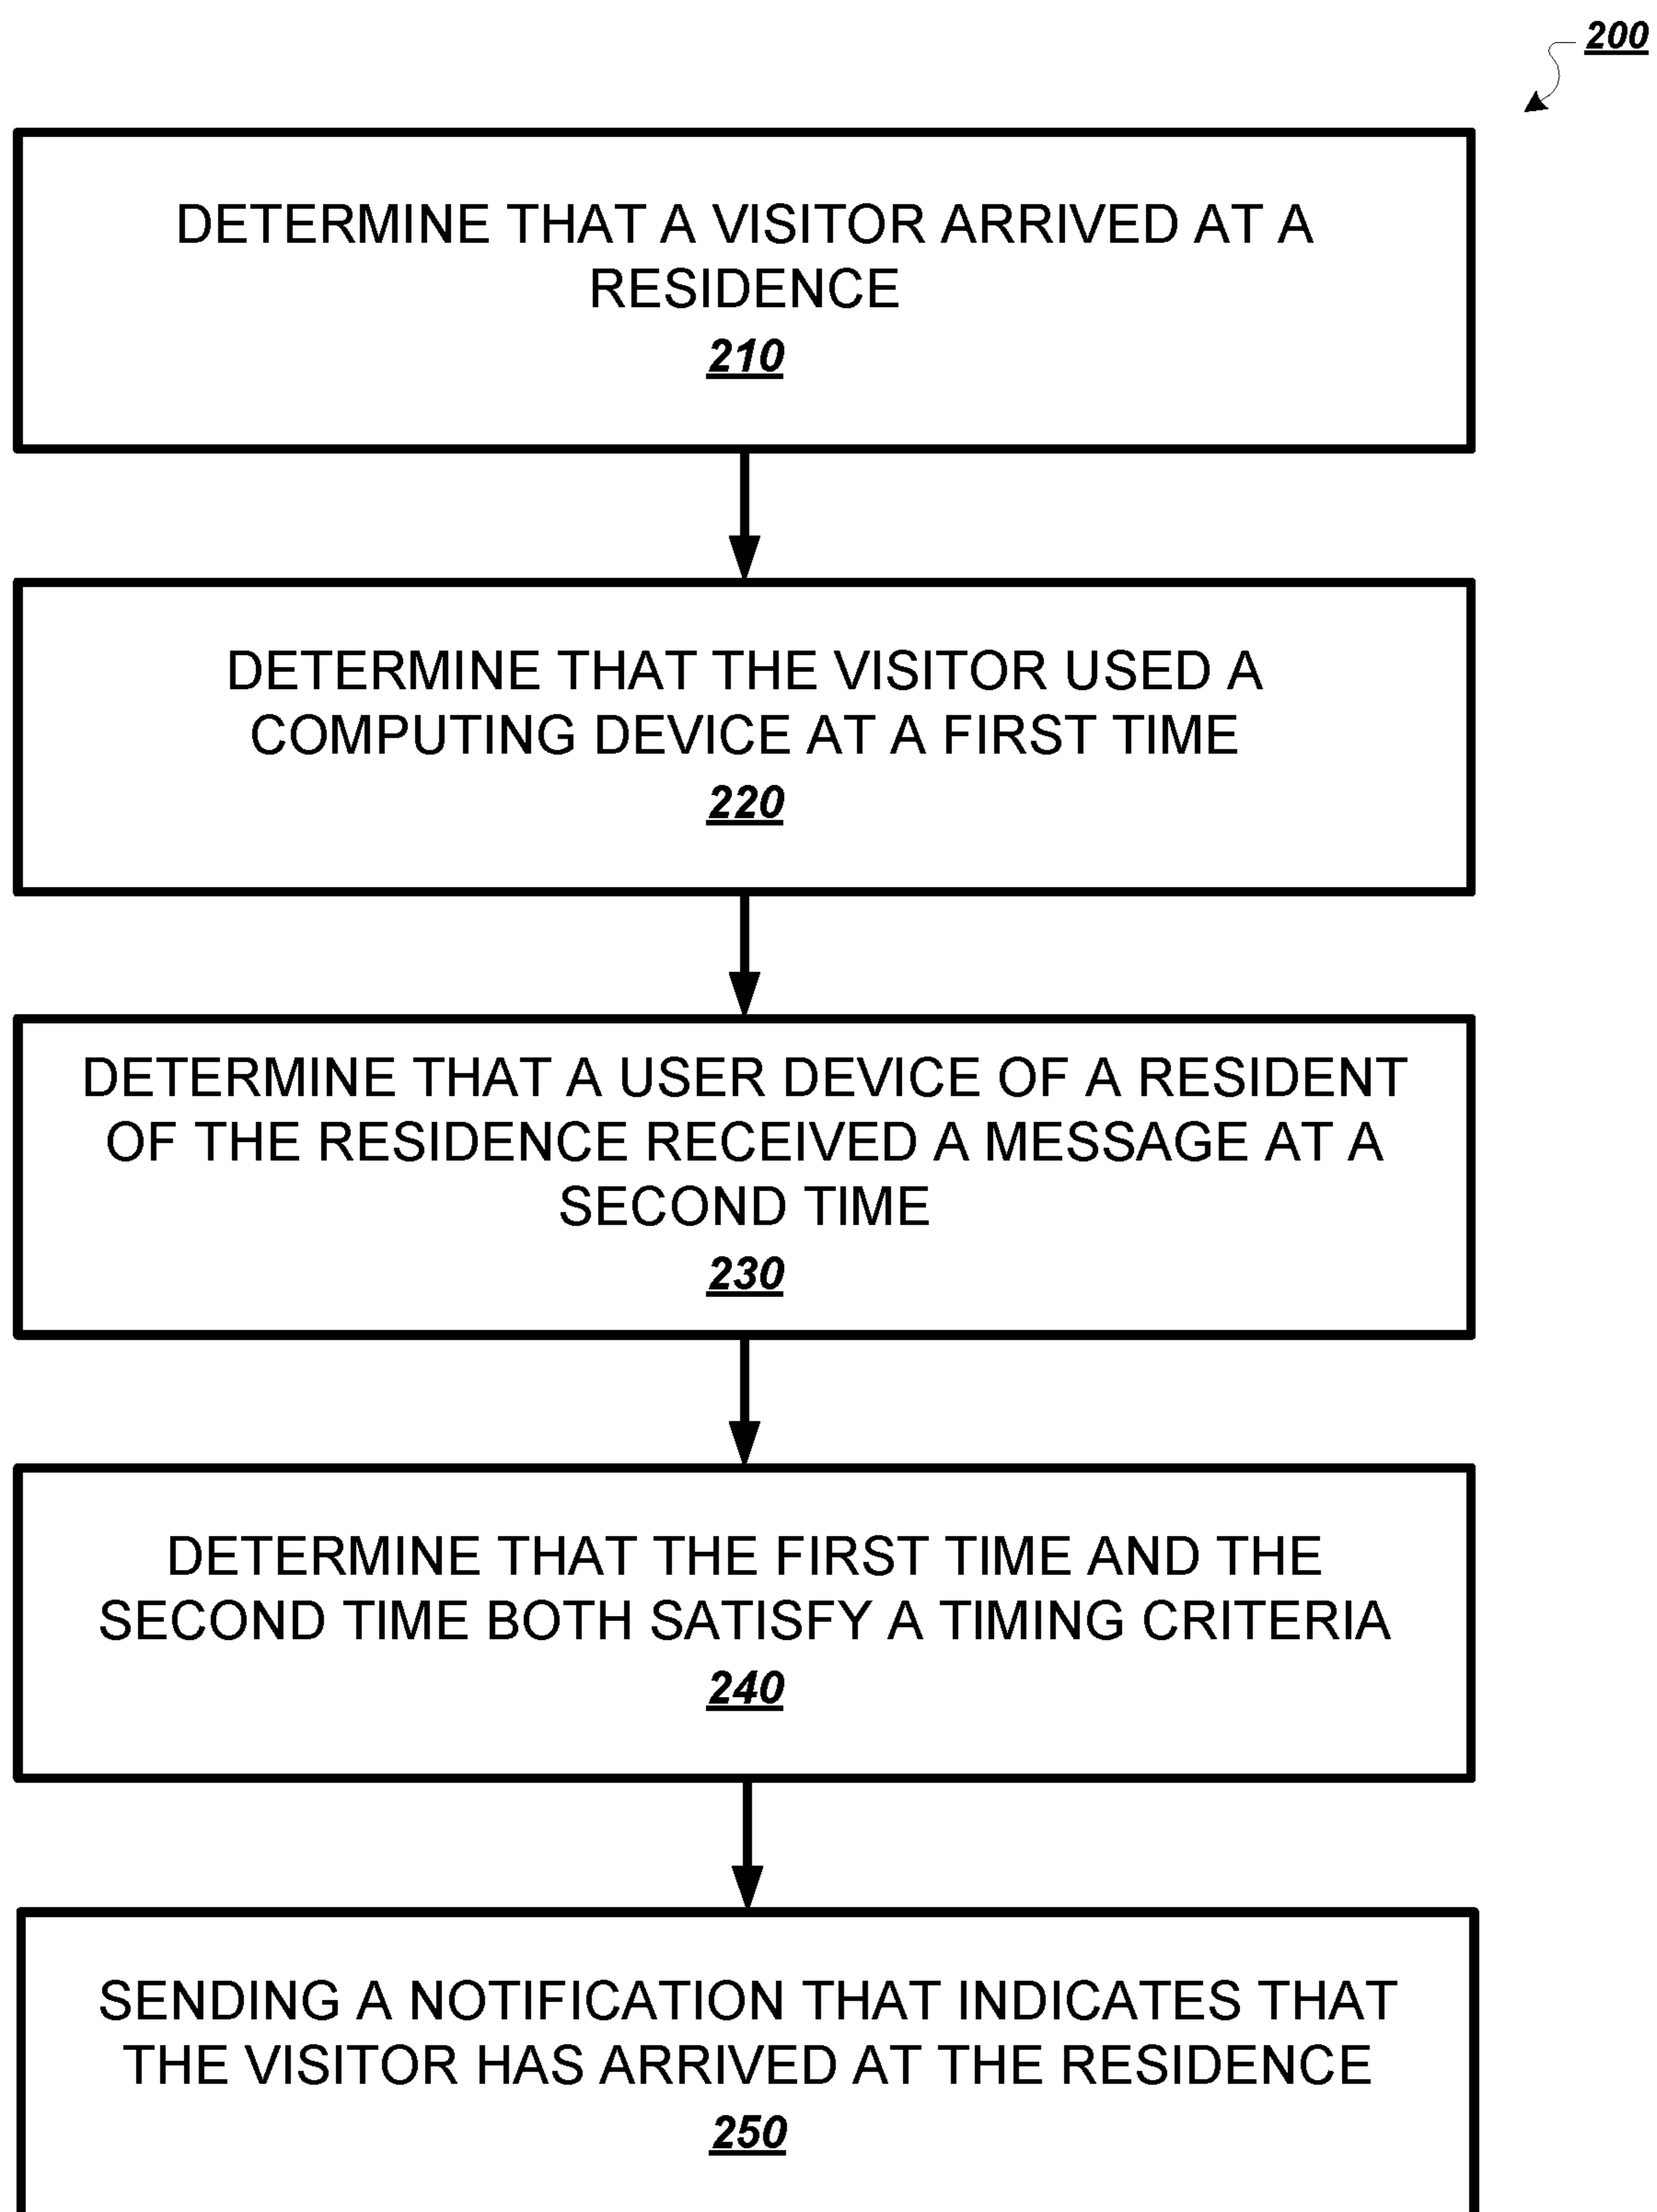 200
DETERMINE THAT A VISITOR ARRIVED AT A
RESIDENCE
210
DETERMINE THAT THE VISITOR USED A
COMPUTING DEVICE AT A FIRST TIME
220
DETERMINE THAT A USER DEVICE OF A RESIDENT
OF THE RESIDENCE RECEIVED A MESSAGE AT A
SECOND TIME
230
DETERMINE THAT THE FIRST TIME AND THE
SECOND TIME BOTH SATISFY A TIMING CRITERIA
240
SENDING A NOTIFICATION THAT INDICATES THAT
THE VISITOR HAS ARRIVED AT THE RESIDENCE
250